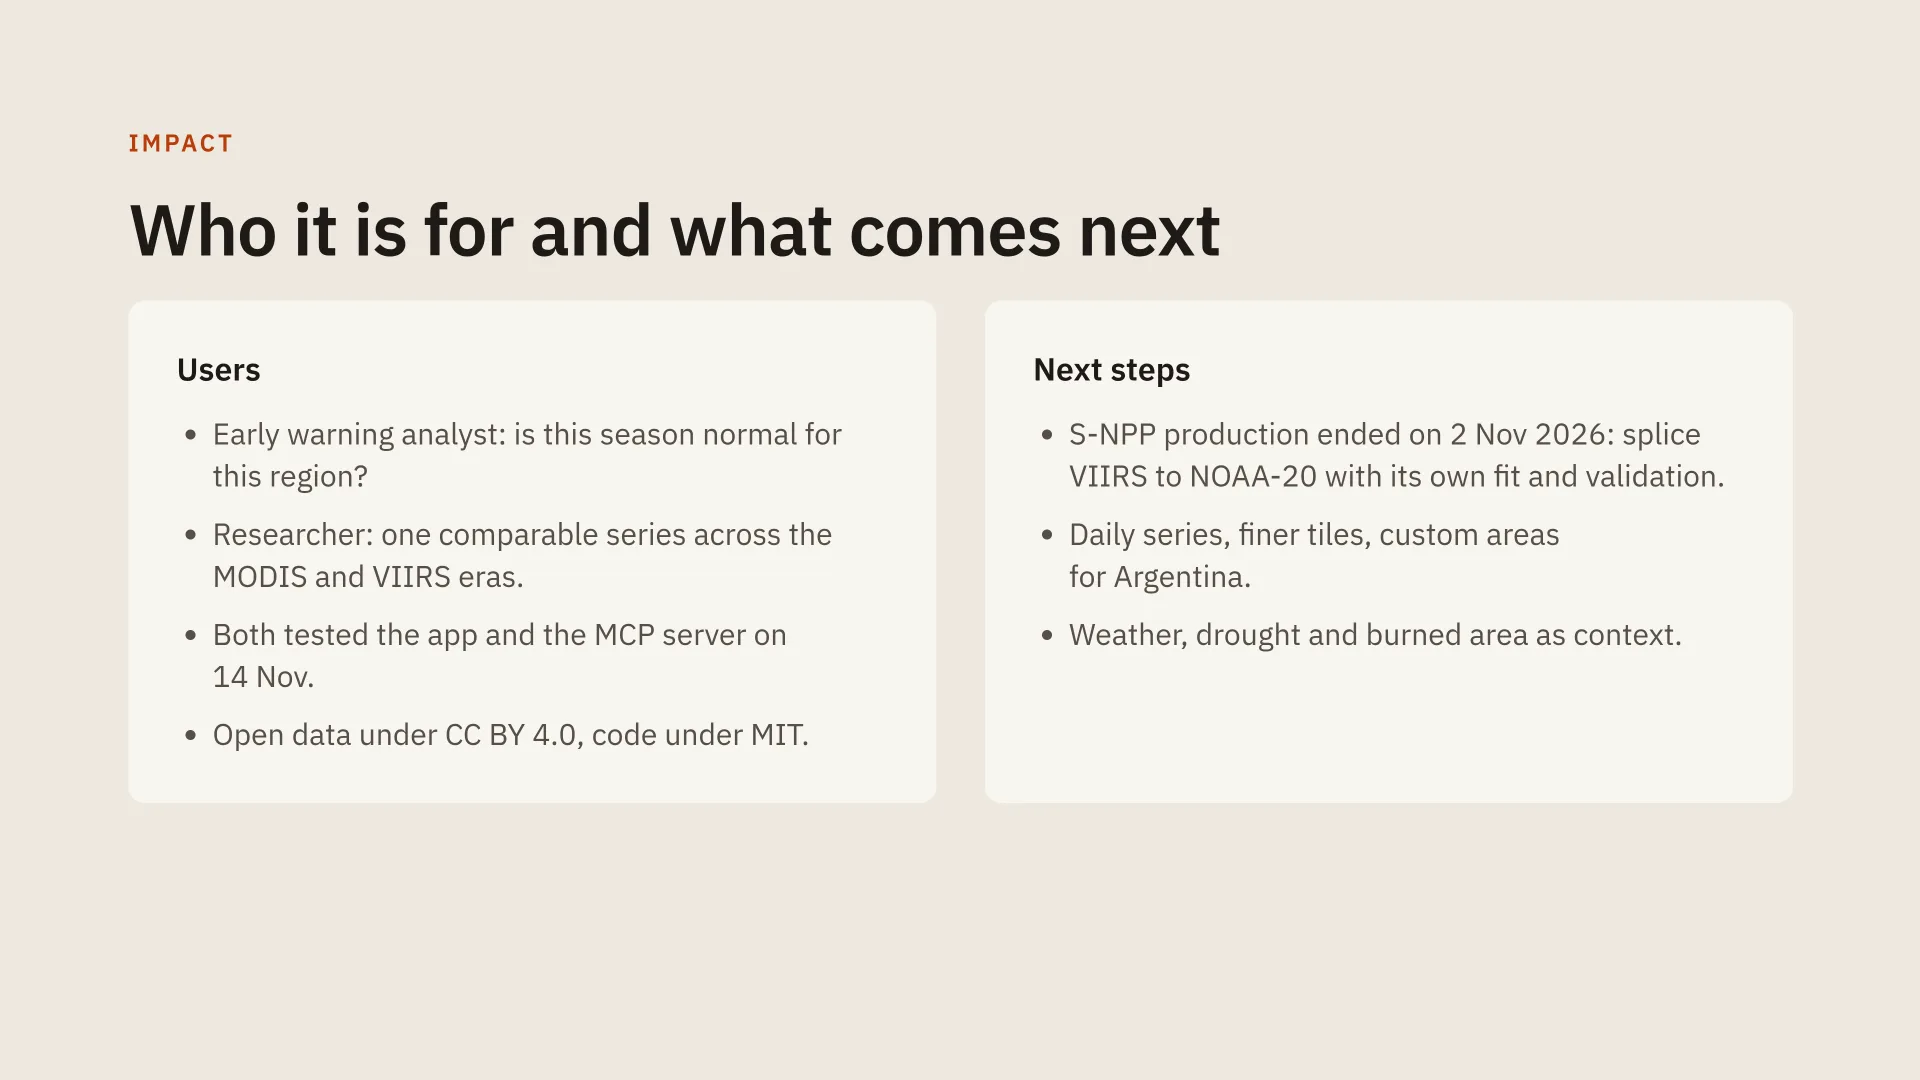 IMPACT
Who it is for and what comes next
Users
• Early warning analyst: is this season normal for
this region?
• Researcher: one comparable series across the
MODIS and VIIRS eras.
• Both tested the app and the MCP server on
14 Nov.
• Open data under CC BY 4.0, code under MIT.
Next steps
• S-NPP production ended on 2 Nov 2026: splice
VIIRS to NOAA-20 with its own fit and validation.
• Daily series, finer tiles, custom areas
for Argentina.
• Weather, drought and burned area as context.